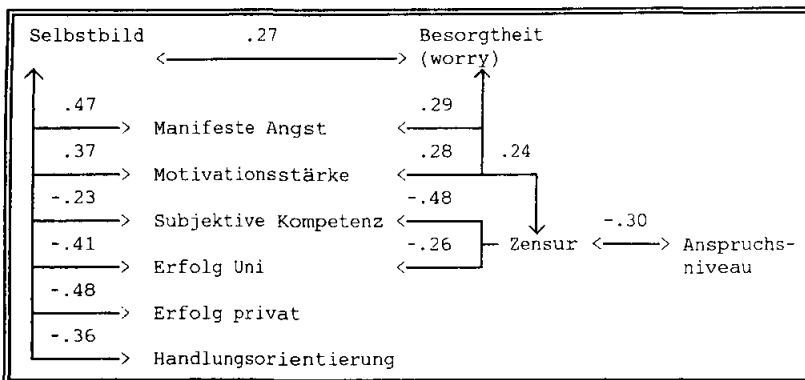 Selbstbild .27 Besorgtheit
(worry)
.47 .29
Manifeste Angst
.37 .28 .24
Motivationsstärke
-.23 -.48
Subjektive Kompetenz -.30
-.41 -.26 Zensur Anspruchs-
Erfolg Uni niveau
-.48
Erfolg privat
-.36
Handlungsorientierung